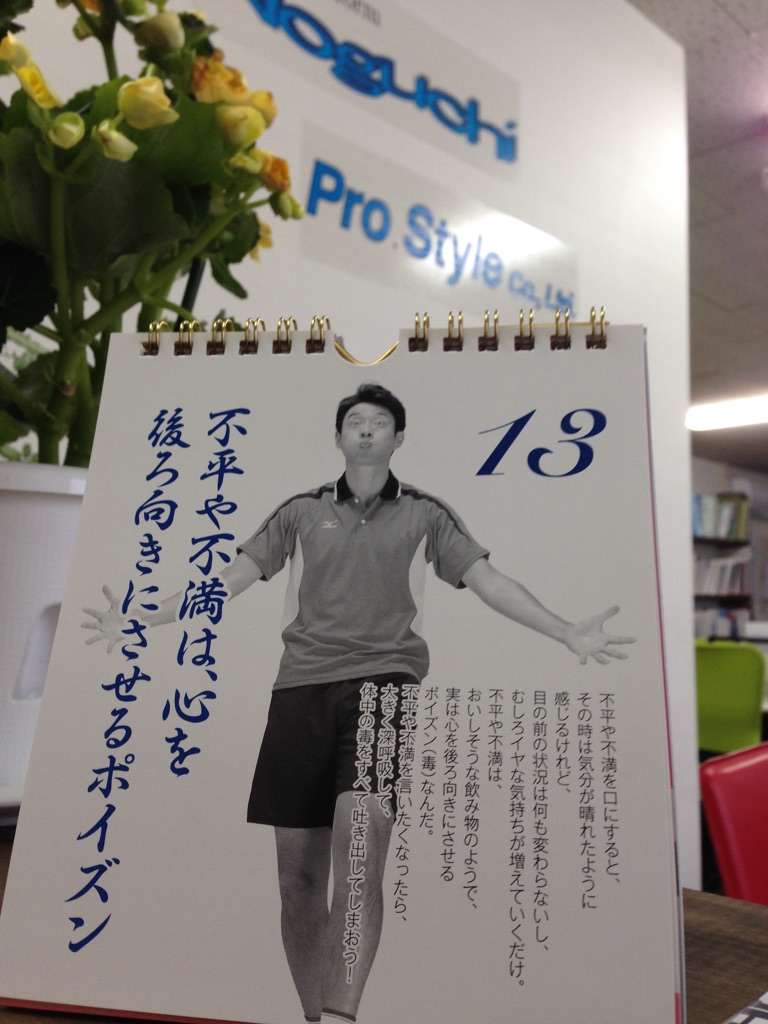 Noguchi
Pro.Style Co., Ltd.
13
不平や不満は、心を
後ろ向きにさせるポイズン
不平や不満を口にすると、
その時は気分が晴れたように
感じるけれど、
目の前の状況は何も変わらないし、
むしろイヤな気持ちが増えていくだけ。
不平や不満は、
おいしそうな飲み物のようで、
実は心を後ろ向きにさせる
ポイズン(毒)なんだ。
不平や不満を言いたくなったら、
大きく深呼吸して、
体中の毒をすべて吐き出してしまおう!